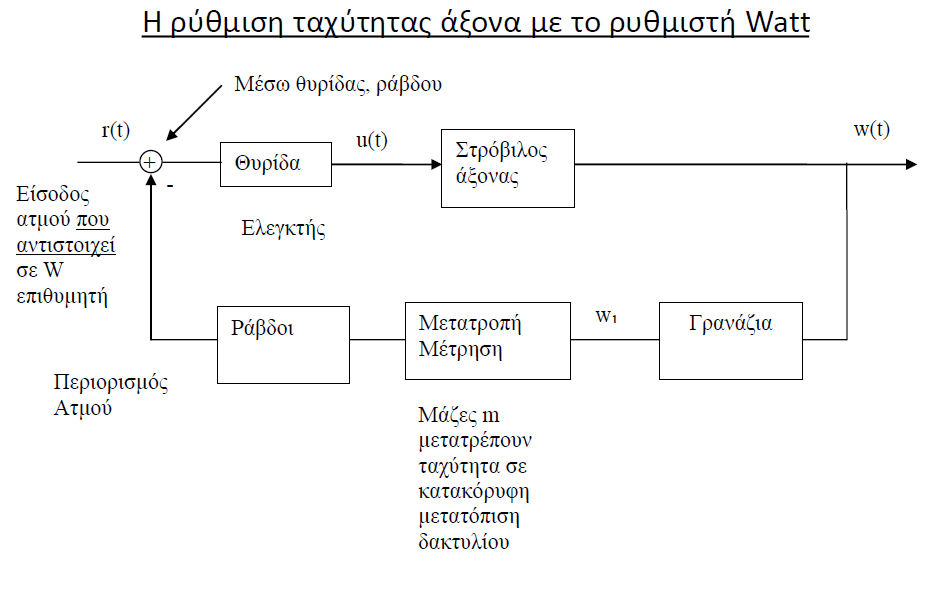 Η ρύθμιση ταχύτητας άξονα με το ρυθμιστή Watt
Μέσω θυρίδας, ράβδου
r(t)
+
-
Θυρίδα
u(t)
Στρόβιλος
άξονας
w(t)
Είσοδος
ατμού που
αντιστοιχεί
σε W
επιθυμητή
Ελεγκτής
Ράβδοι
Μετατροπή
Μέτρηση
w₁
Γρανάζια
Περιορισμός
Ατμού
Μάζες m
μετατρέπουν
ταχύτητα σε
κατακόρυφη
μετατόπιση
δακτυλίου